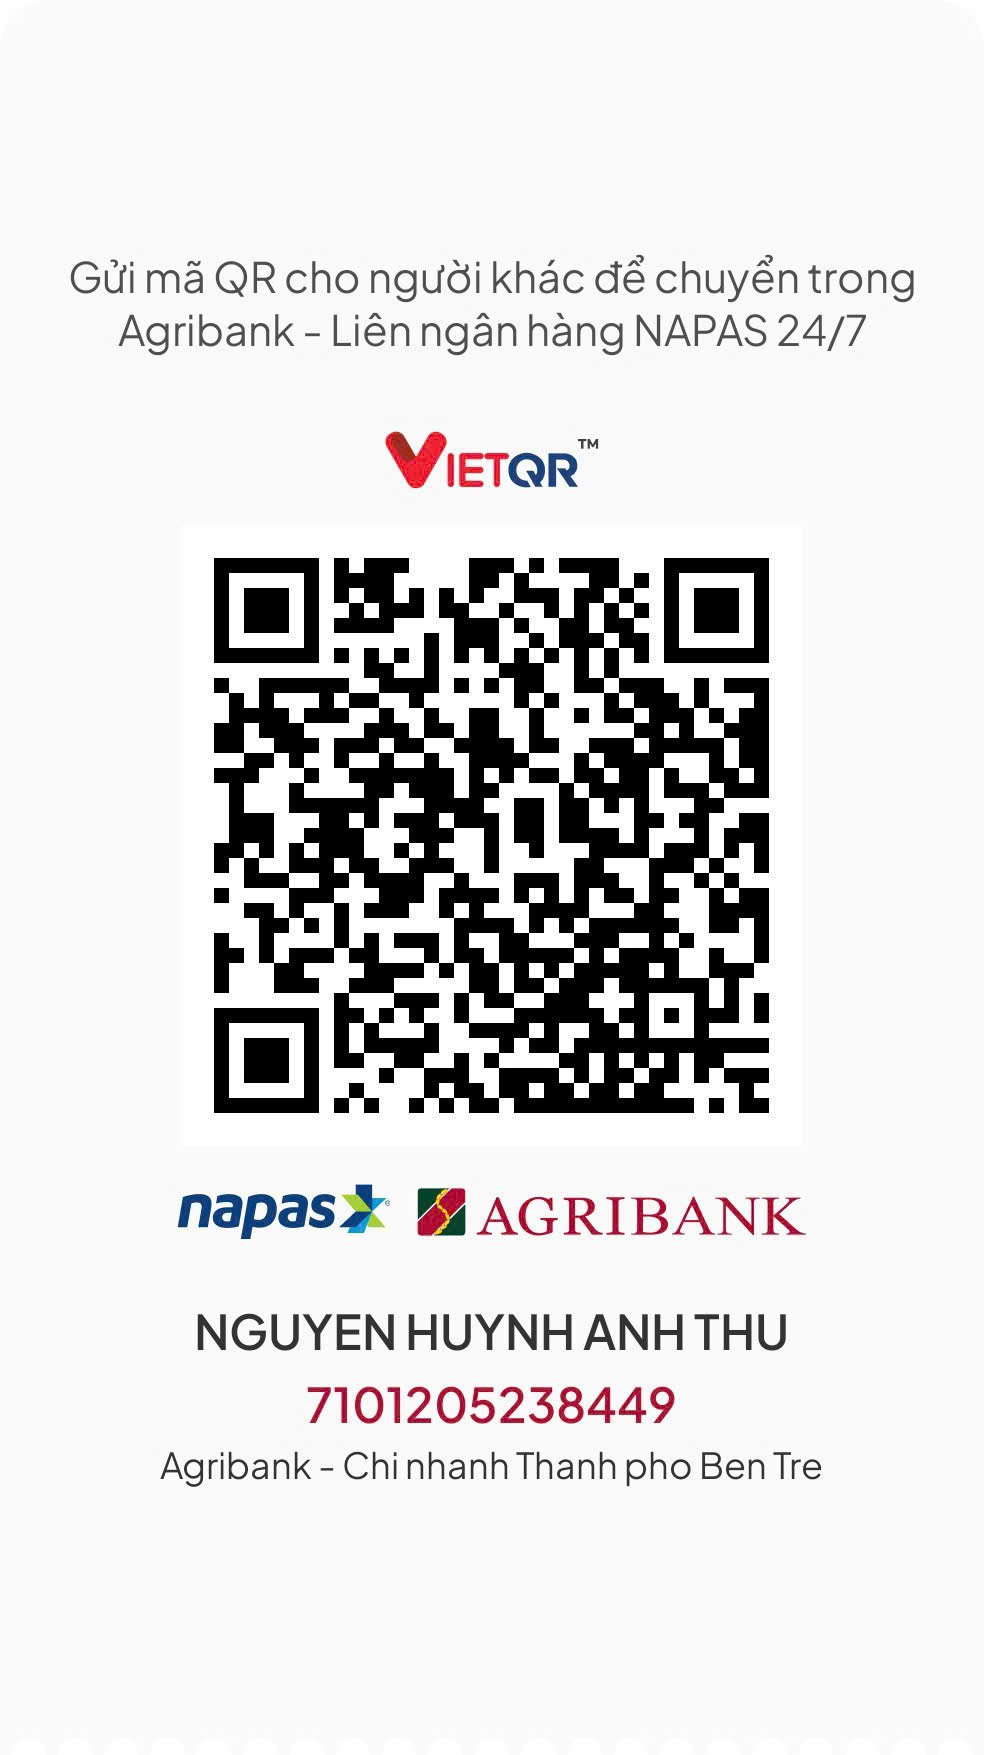 Gửi mã QR cho người khác để chuyển trong
Agribank - Liên ngân hàng NAPAS 24/7
VIETQR™
napas®
AGRIBANK
NGUYEN HUYNH ANH THU
7101205238449
Agribank - Chi nhanh Thanh pho Ben Tre